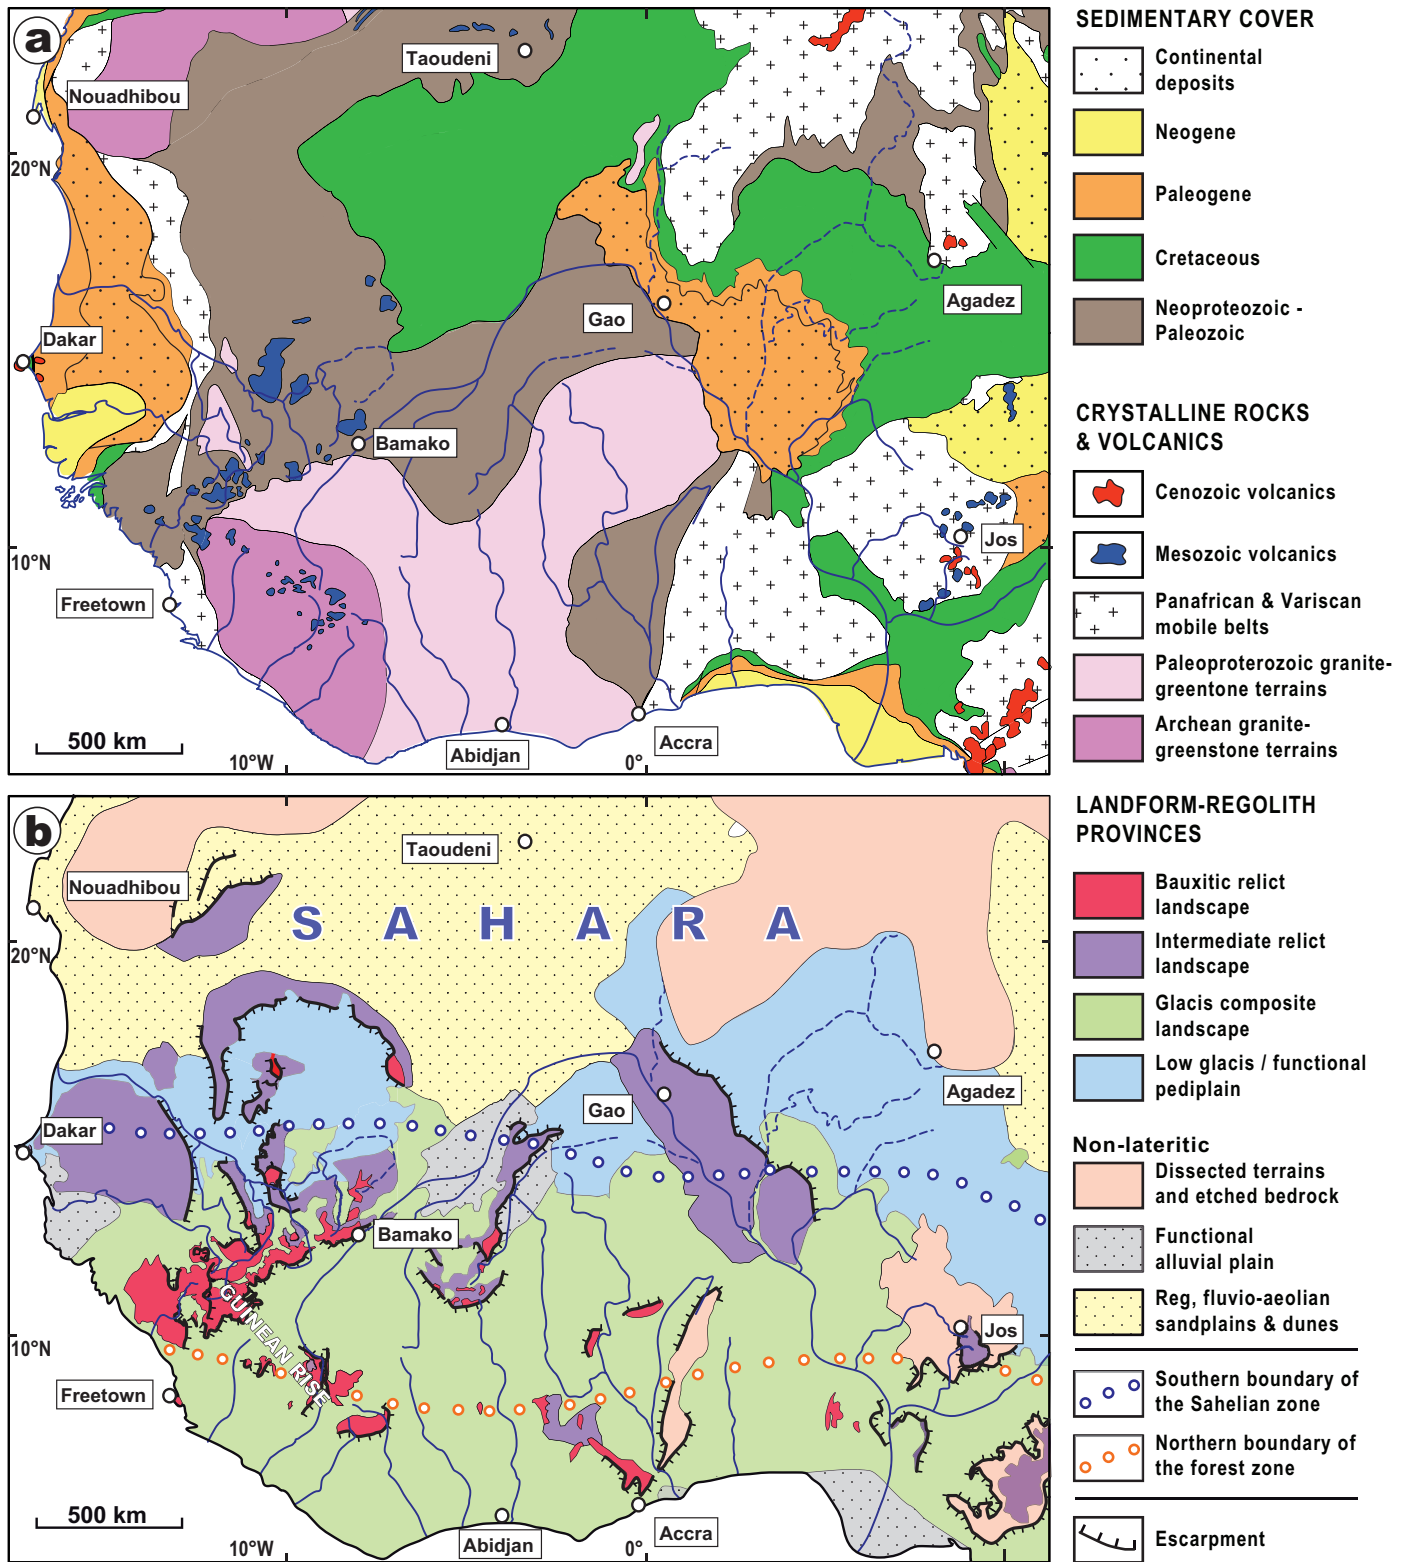 a
Taoudeni
Nouadhibou
20°N
Agadez
Gao
Dakar
Bamako
Jos
10°N
Freetown
500 km
10°W
Abidjan
0°
Accra
SEDIMENTARY COVER
Continental
deposits
Neogene
Paleogene
Cretaceous
Neoproteozoic -
Paleozoic
CRYSTALLINE ROCKS
& VOLCANICS
Cenozoic volcanics
Mesozoic volcanics
Panafrican & Variscan
mobile belts
Paleoproterozoic granite-
greentone terrains
Archean granite-
greenstone terrains
b
Taoudeni
Nouadhibou
SAHARA
20°N
Agadez
Gao
Dakar
Bamako
GUINEAN RISE
Jos
10°N
Freetown
500 km
10°W
Abidjan
0°
Accra
LANDFORM-REGOLITH
PROVINCES
Bauxitic relict
landscape
Intermediate relict
landscape
Glacis composite
landscape
Low glacis / functional
pediplain
Non-lateritic
Dissected terrains
and etched bedrock
Functional
alluvial plain
Reg, fluvio-aeolian
sandplains & dunes
Southern boundary of
the Sahelian zone
Northern boundary of
the forest zone
Escarpment